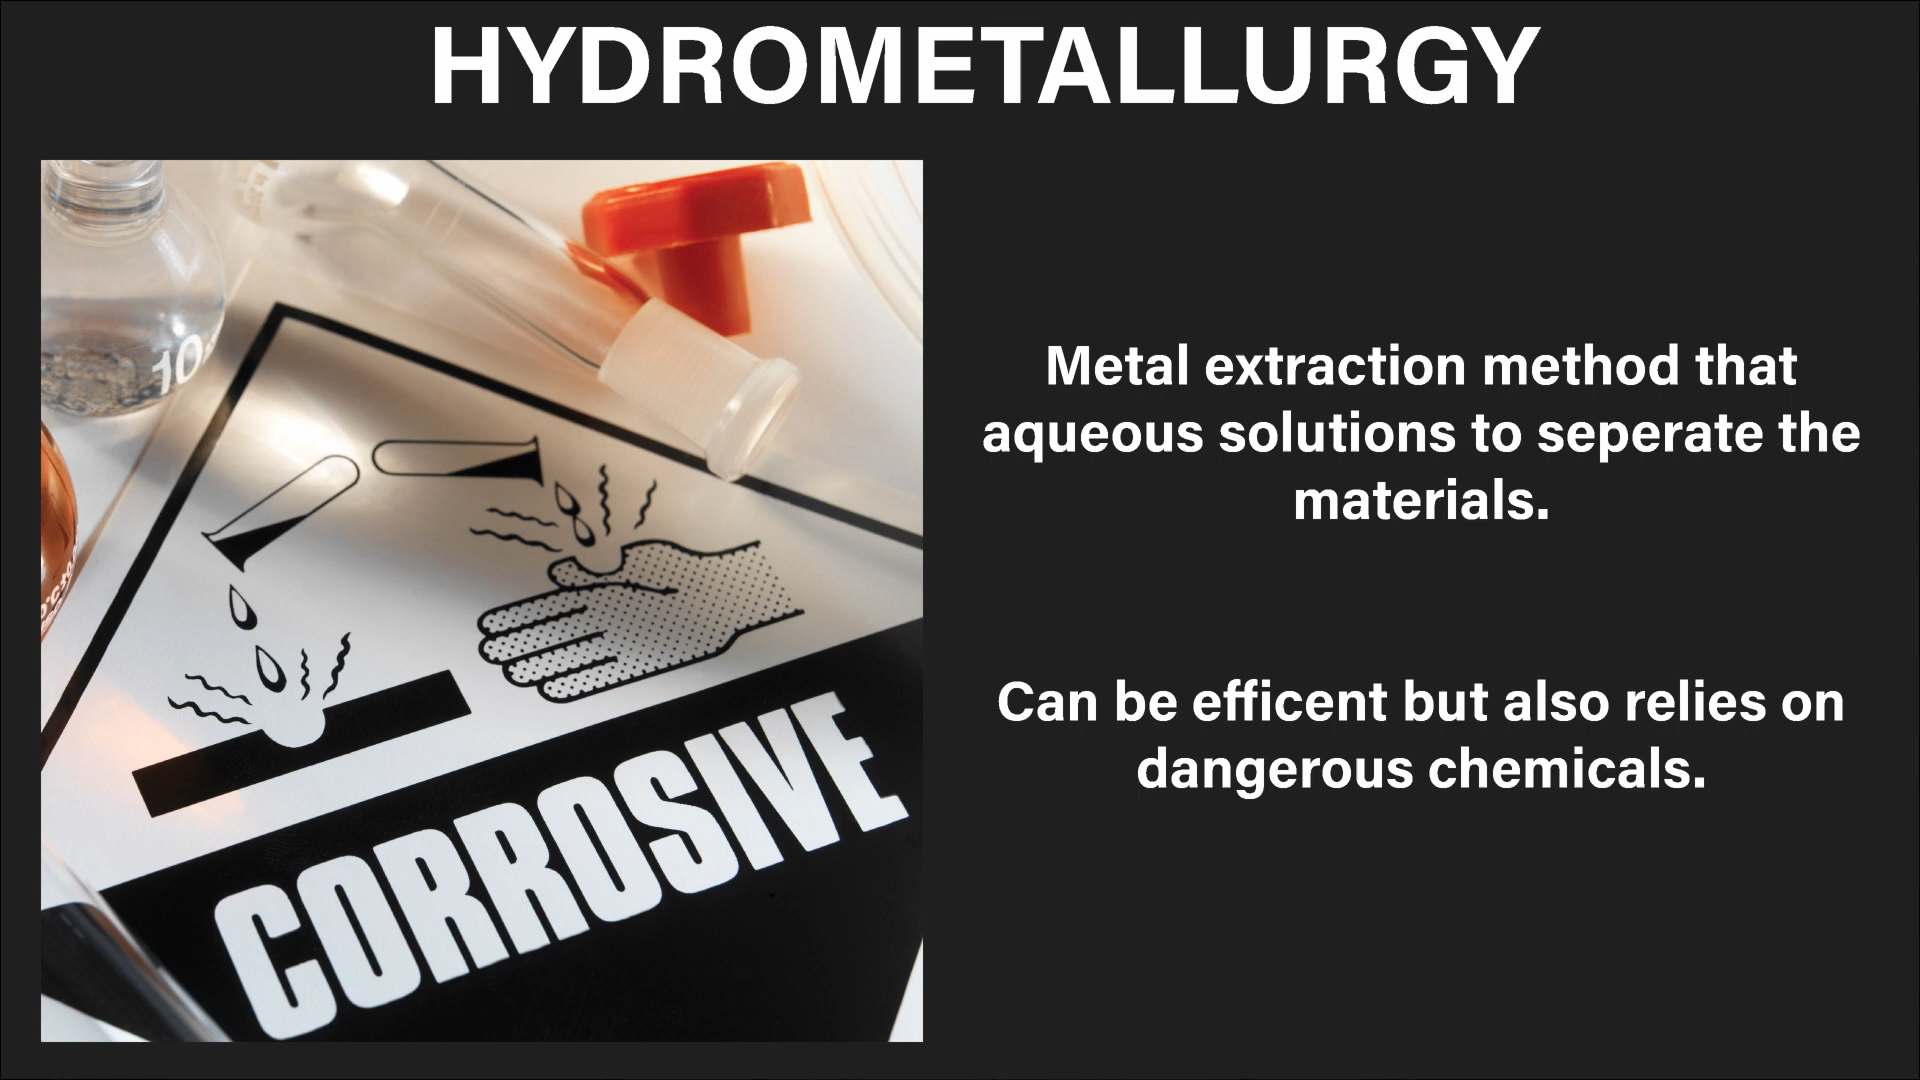 HYDROMETALLURGY
Metal extraction method that
aqueous solutions to seperate the
materials.
Can be efficent but also relies on
dangerous chemicals.
10
CORROSIVE